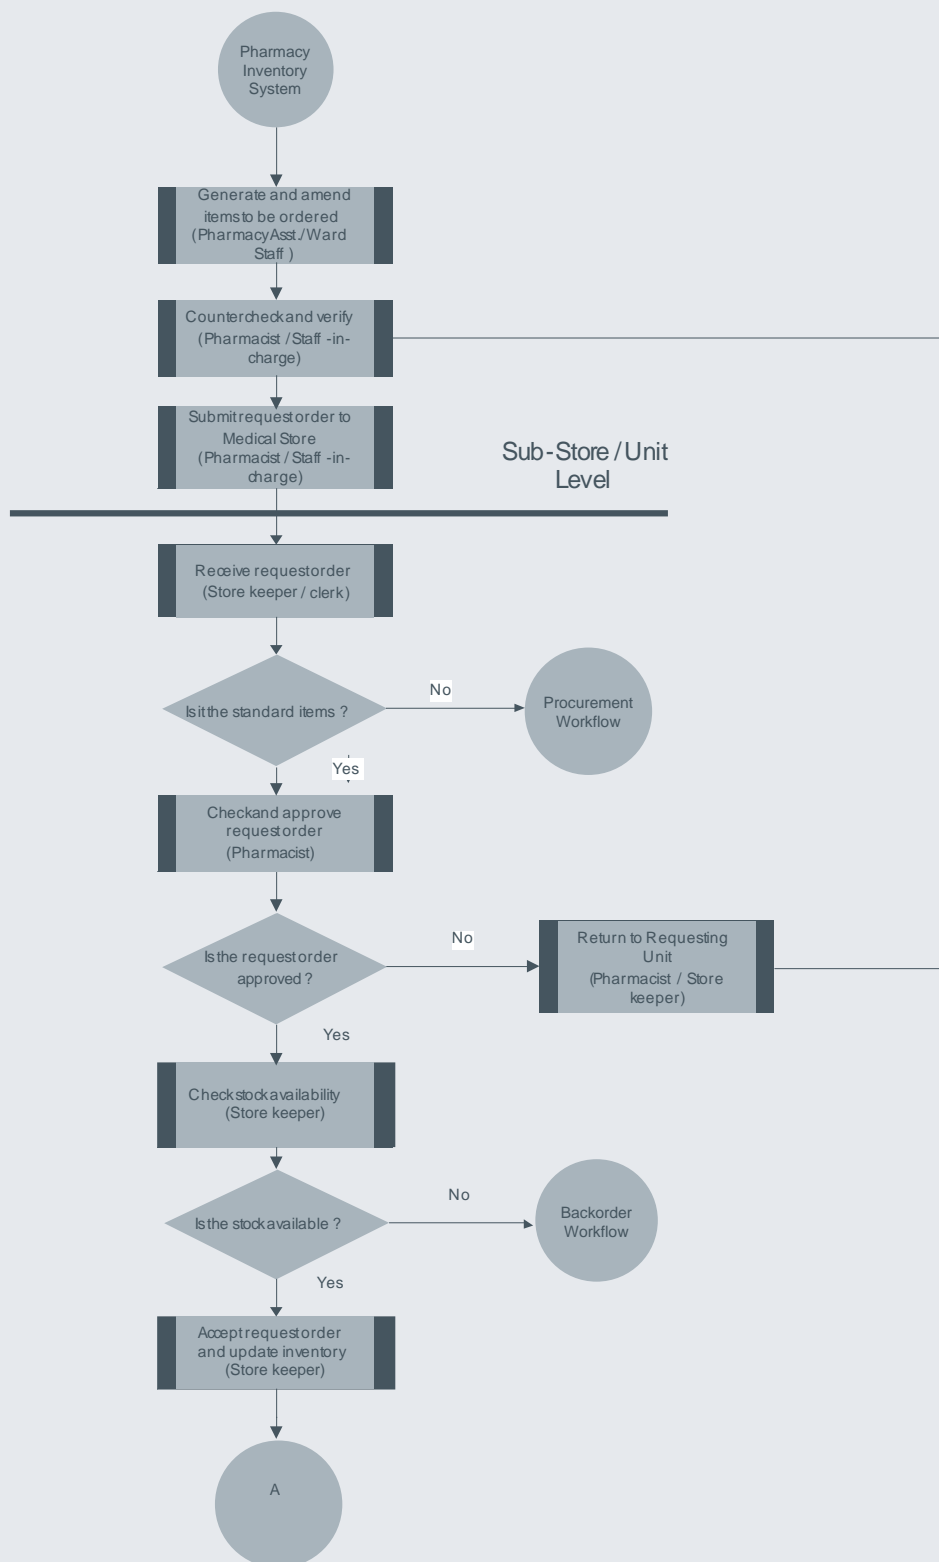 Pharmacy
Inventory
System
Generate and amend
items to be ordered
(Pharmacy Asst./ Ward
Staff )
Countercheck and verify
(Pharmacist / Staff -in-
charge)
Submit request order to
Medical Store
(Pharmacist / Staff -in-
charge)
Sub-Store / Unit
Level
Receive request order
(Store keeper / clerk)
Is it the standard items ?
No
Procurement
Workflow
Yes
Check and approve
request order
(Pharmacist)
Is the request order
approved ?
No
Return to Requesting
Unit
(Pharmacist / Store
keeper)
Yes
Check stock availability
(Store keeper)
Is the stock available ?
No
Backorder
Workflow
Yes
Accept request order
and update inventory
(Store keeper)
A